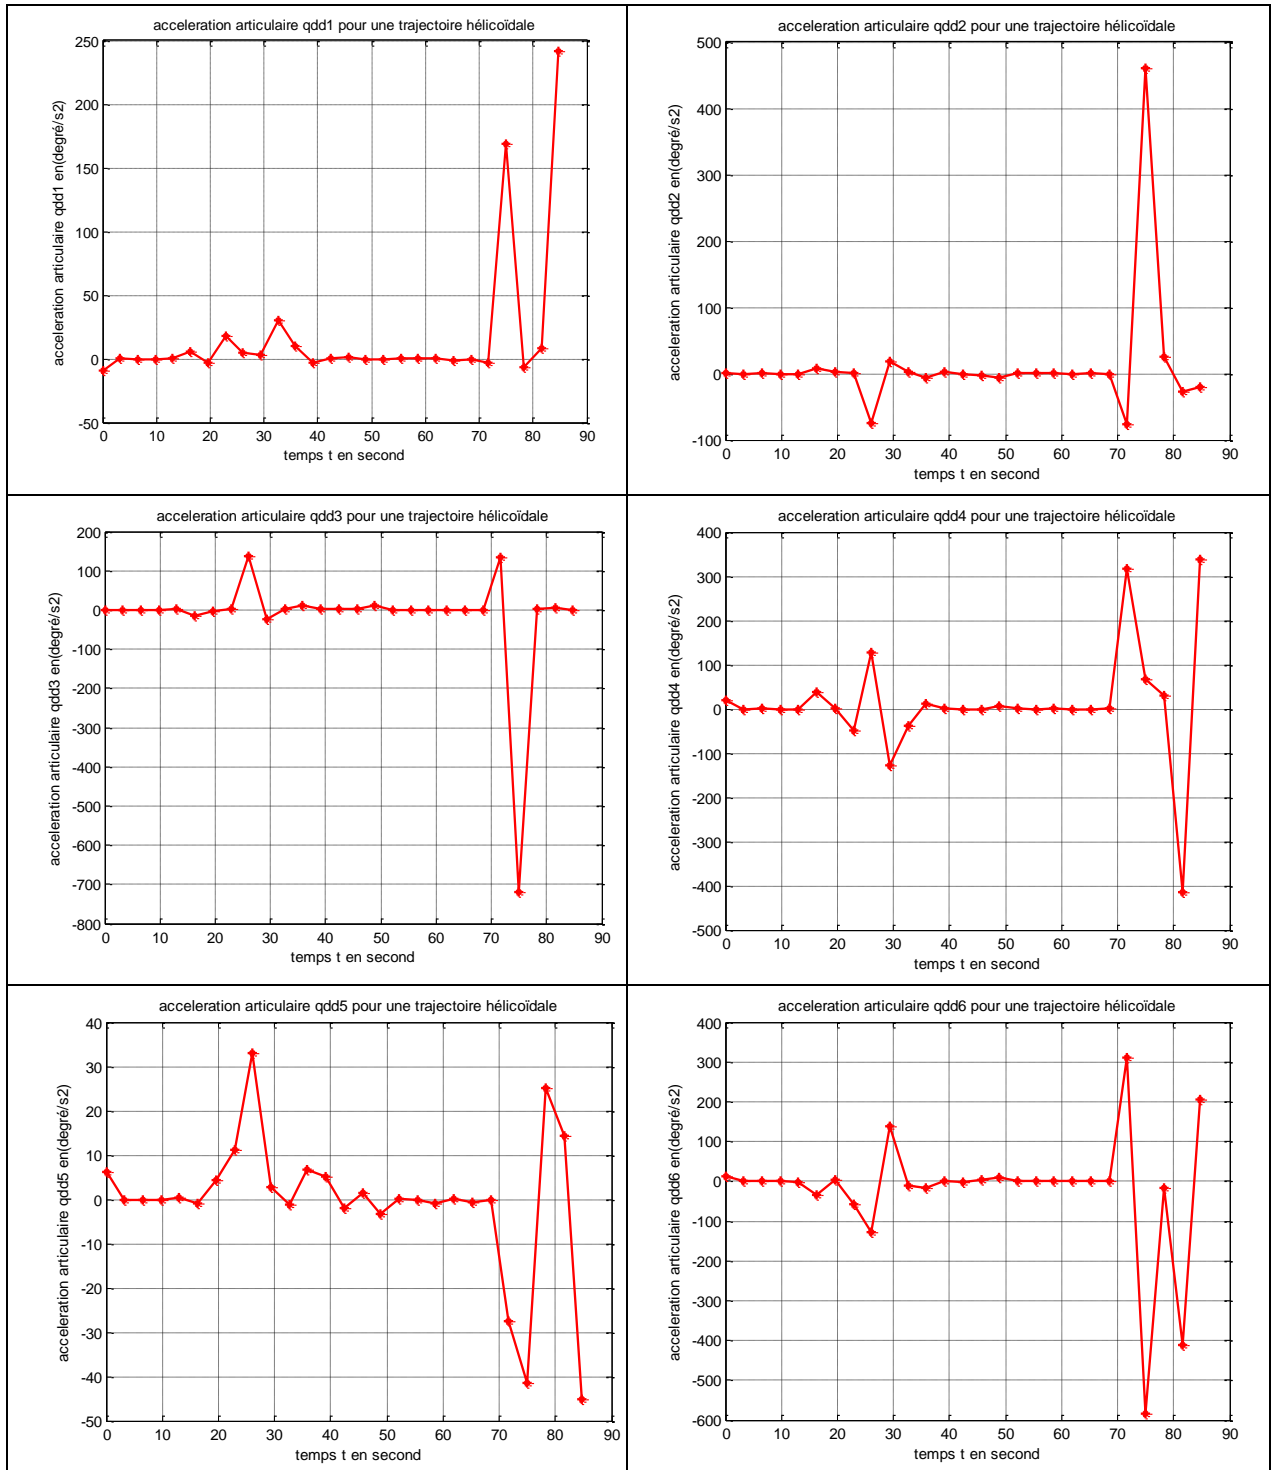 acceleration articulaire qdd1 pour une trajectoire hélicoïdale
250
200
150
100
50
0
-50
acceleration articulaire qdd1 en(degré/s2)
0 10 20 30 40 50 60 70 80 90
temps t en second
acceleration articulaire qdd2 pour une trajectoire hélicoïdale
500
400
300
200
100
0
-100
acceleration articulaire qdd2 en(degré/s2)
0 10 20 30 40 50 60 70 80 90
temps t en second
acceleration articulaire qdd3 pour une trajectoire hélicoïdale
200
100
0
-100
-200
-300
-400
-500
-600
-700
-800
acceleration articulaire qdd3 en(degré/s2)
0 10 20 30 40 50 60 70 80 90
temps t en second
acceleration articulaire qdd4 pour une trajectoire hélicoïdale
400
300
200
100
0
-100
-200
-300
-400
-500
acceleration articulaire qdd4 en(degré/s2)
0 10 20 30 40 50 60 70 80 90
temps t en second
acceleration articulaire qdd5 pour une trajectoire hélicoïdale
40
30
20
10
0
-10
-20
-30
-40
-50
acceleration articulaire qdd5 en(degré/s2)
0 10 20 30 40 50 60 70 80 90
temps t en second
acceleration articulaire qdd6 pour une trajectoire hélicoïdale
400
300
200
100
0
-100
-200
-300
-400
-500
-600
acceleration articulaire qdd6 en(degré/s2)
0 10 20 30 40 50 60 70 80 90
temps t en second